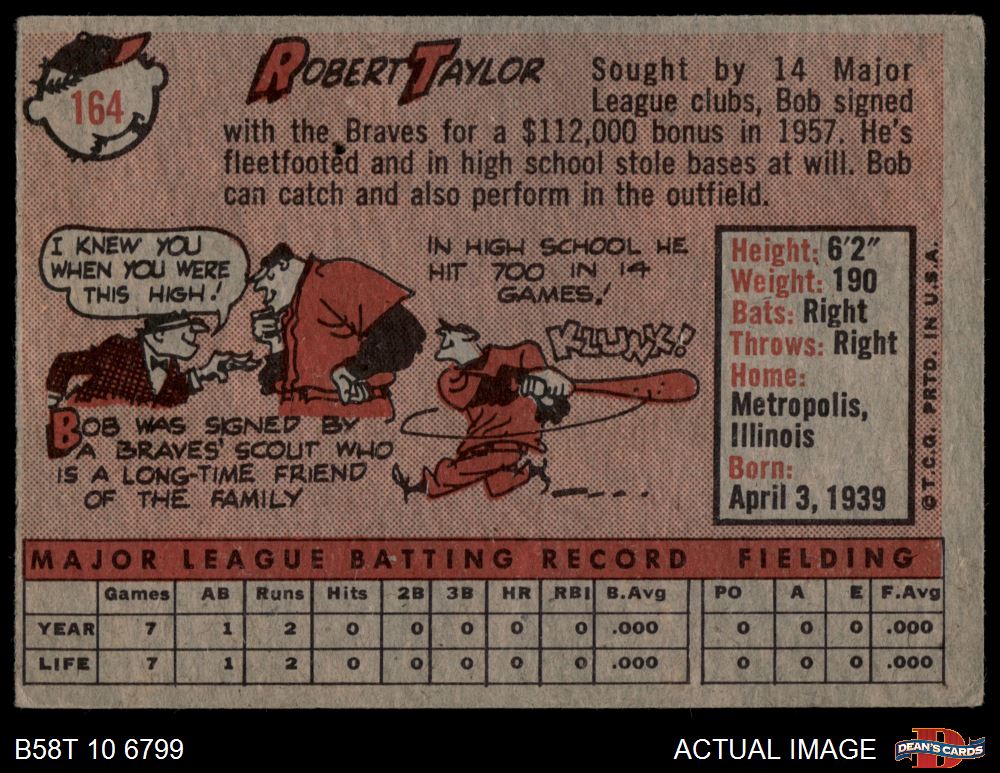 164
ROBERT TAYLOR
Sought by 14 Major
League clubs, Bob signed
with the Braves for a $112,000 bonus in 1957. He's
fleetfooted and in high school stole bases at will. Bob
can catch and also perform in the outfield.
I KNEW YOU
WHEN YOU WERE
THIS HIGH!
BOB WAS SIGNED BY
A BRAVES' SCOUT WHO
IS A LONG-TIME FRIEND
OF THE FAMILY
IN HIGH SCHOOL HE
HIT 700 IN 14
GAMES!
KLUNK!
Height: 6'2"
Weight: 190
Bats: Right
Throws: Right
Home:
Metropolis,
Illinois
Born:
April 3, 1939
© T.C.G. PRTD. IN U.S.A.
MAJOR LEAGUE BATTING RECORD FIELDING
Games AB Runs Hits 2B 3B HR RBI B.Avg PO A E F.Avg
YEAR 7 1 2 0 0 0 0 0 .000 0 0 0 .000
LIFE 7 1 2 0 0 0 0 0 .000 0 0 0 .000
B58T 10 6799
ACTUAL IMAGE
D
DEAN'S CARDS